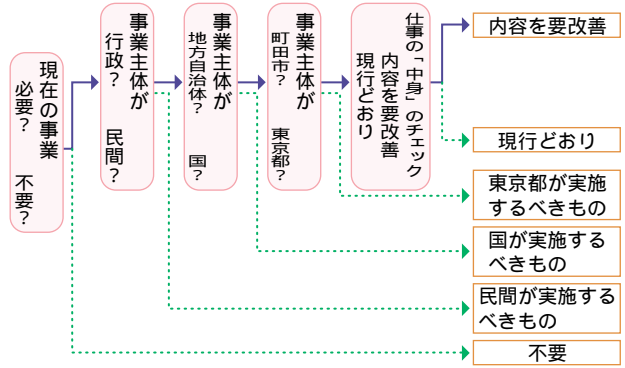 現在の事業
必要？　不要？
事業主体が
行政？　民間？
事業主体が
地方自治体？　国？
事業主体が
町田市？　東京都？
仕事の「中身」のチェック
内容を要改善
現行どおり
内容を要改善
現行どおり
東京都が実施
するべきもの
国が実施する
べきもの
民間が実施する
べきもの
不要